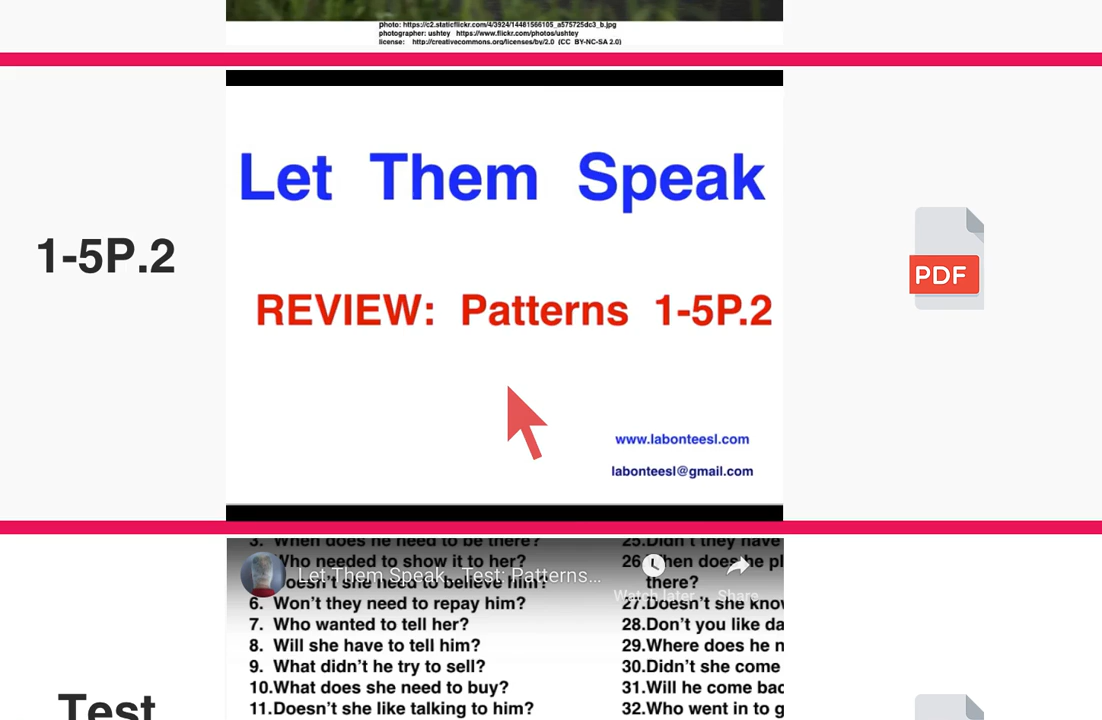 photo: https://c2.staticflickr.com/4/3924/14481566105_a575725dc3_b.jpg
photographer: ushtey https://www.flickr.com/photos/ushtey
license: http://creativecommons.org/licenses/by/2.0 (CC BY-NC-SA 2.0)
1-5P.2
Let Them Speak
REVIEW: Patterns 1-5P.2
www.labonteesl.com
labonteesl@gmail.com
PDF
Let Them Speak...Test: Patterns...
Watch later
Share
3. When does he need to be there?
Who needed to show it to her?
Doesn't she need to believe him?
6. Won't they need to repay him?
7. Who wanted to tell her?
8. Will she have to tell him?
9. What didn't he try to sell?
10.What does she need to buy?
11.Doesn't she like talking to him?
25.Didn't they have
26. When does he pl
there?
27.Doesn't she know
28.Don't you like da
29.Where does he n
30.Didn't she come
31.Will he come bac
32.Who went in to g
Test